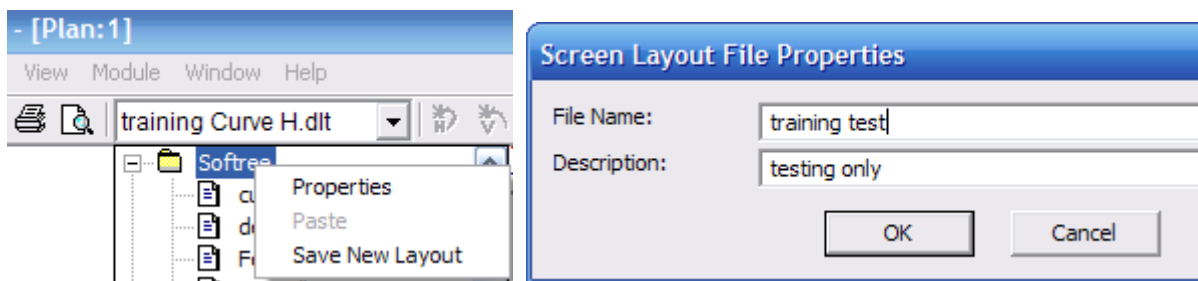 - [Plan:1]
View Module Window Help
training Curve H.dlt
H V
Softree
Properties
Paste
Save New Layout
Screen Layout File Properties
File Name: training test
Description: testing only
OK Cancel